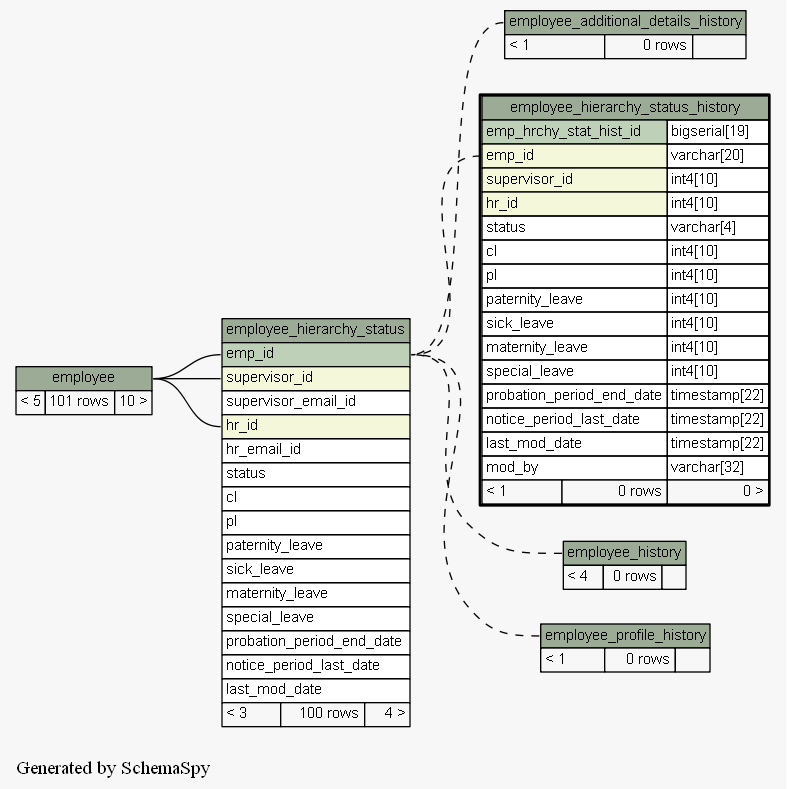 employee_additional_details_history
< 1 0 rows
employee_hierarchy_status_history
emp_hrchy_stat_hist_id bigserial[19]
emp_id varchar[20]
supervisor_id int4[10]
hr_id int4[10]
status varchar[4]
cl int4[10]
pl int4[10]
paternity_leave int4[10]
sick_leave int4[10]
maternity_leave int4[10]
special_leave int4[10]
probation_period_end_date timestamp[22]
notice_period_last_date timestamp[22]
last_mod_date timestamp[22]
mod_by varchar[32]
< 1 0 rows 0 >
employee
< 5 101 rows 10 >
employee_hierarchy_status
emp_id
supervisor_id
supervisor_email_id
hr_id
hr_email_id
status
cl
pl
paternity_leave
sick_leave
maternity_leave
special_leave
probation_period_end_date
notice_period_last_date
last_mod_date
< 3 100 rows 4 >
employee_history
< 4 0 rows
employee_profile_history
< 1 0 rows
Generated by SchemaSpy